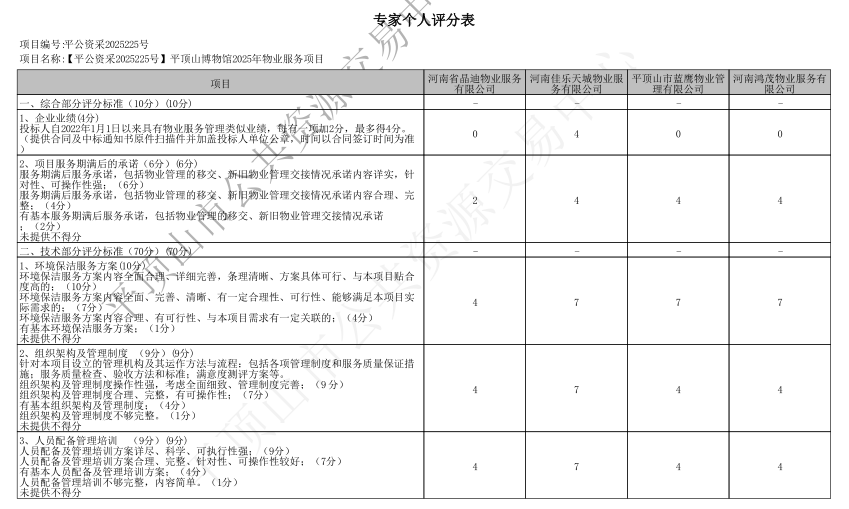 专家个人评分表
项目编号:平公资采2025225号
项目名称:【平公资采2025225号】平顶山博物馆2025年物业服务项目
项目 河南省晶迪物业服务有限公司 河南佳乐天城物业服务有限公司 平顶山市蓝鹰物业管理有限公司 河南鸿茂物业服务有限公司
一、综合部分评分标准（10分）(10分) - - - -
1、企业业绩(4分)
投标人自2022年1月1日以来具有物业服务管理类似业绩，每有一项加2分，最多得4分。
（提供合同及中标通知书原件扫描件并加盖投标人单位公章，时间以合同签订时间为准
）
0 4 0 0
2、项目服务期满后的承诺（6分）(6分)
服务期满后服务承诺，包括物业管理的移交、新旧物业管理交接情况承诺内容详实，针
对性、可操作性强；（6分）
服务期满后服务承诺，包括物业管理的移交、新旧物业管理交接情况承诺内容合理、完
整；（4分）
有基本服务期满后服务承诺，包括物业管理的移交、新旧物业管理交接情况承诺
；（2分）
未提供不得分
2 4 4 4
二、技术部分评分标准（70分）(70分) - - - -
1、环境保洁服务方案(10分)
环境保洁服务方案内容全面合理、详细完善，条理清晰、方案具体可行、与本项目贴合
度高的；（10分）
环境保洁服务方案内容全面、完善、清晰、有一定合理性、可行性、能够满足本项目实
际需求的；（7分）
环境保洁服务方案内容合理、有可行性、与本项目需求有一定关联的；（4分）
有基本环境保洁服务方案；（1分）
未提供不得分
4 7 7 7
2、组织架构及管理制度 （9分）(9分)
针对本项目设立的管理机构及其运作方法与流程；包括各项管理制度和服务质量保证措
施；服务质量检查、验收方法和标准；满意度测评方案等。
组织架构及管理制度操作性强，考虑全面细致、管理制度完善；（9 分）
组织架构及管理制度合理、完整，有可操作性；（7分）
有基本组织架构及管理制度；（4分）
组织架构及管理制度不够完整。（1分）
未提供不得分
4 7 4 4
3、人员配备管理培训 （9分）(9分)
人员配备及管理培训方案详尽、科学、可执行性强；（9分）
人员配备及管理培训方案合理、完整、针对性、可操作性较好；（7分）
有基本人员配备及管理培训方案；（4分）
人员配备管理培训不够完整，内容简单。（1分）
未提供不得分
4 7 4 4
平顶山市公共资源交易中
顶山市公共资源交易中心